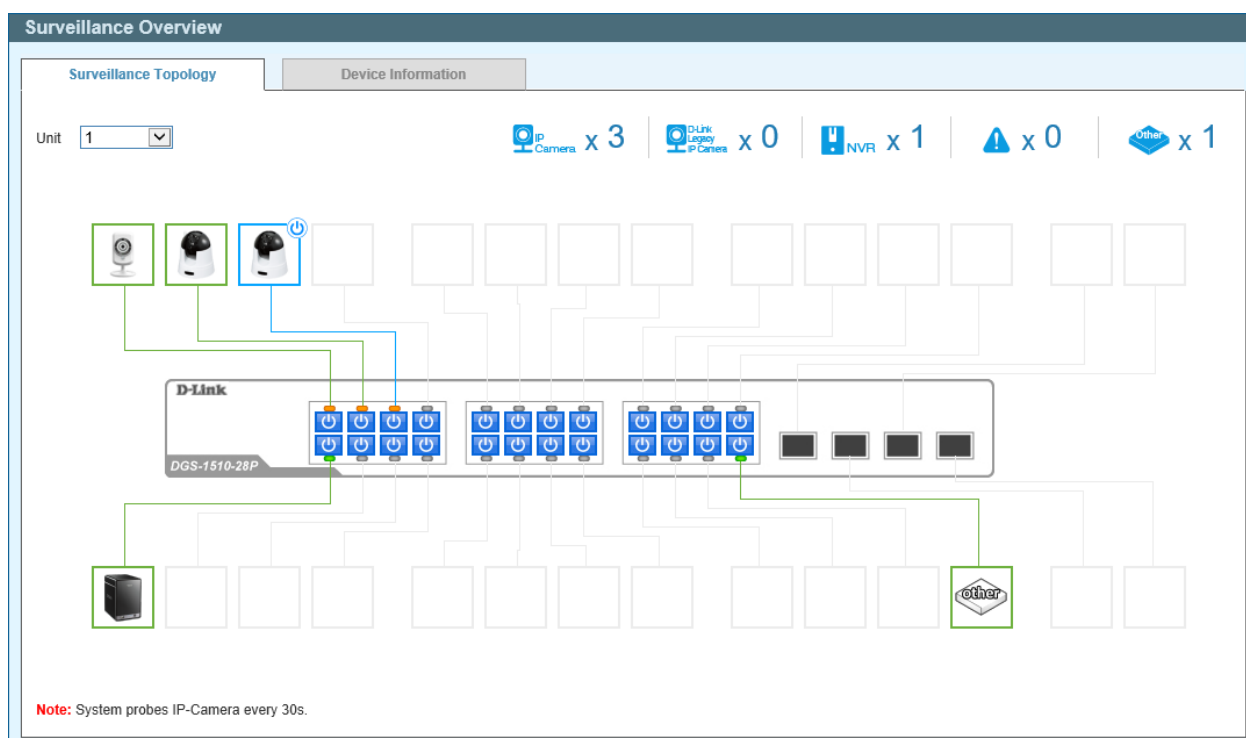 Surveillance Overview
Surveillance Topology
Device Information
Unit 1
IP Camera x 3
D-Link Legacy IP Camera x 0
NVR x 1
x 0
Other x 1
D-Link
DGS-1510-28P
other
Note: System probes IP-Camera every 30s.